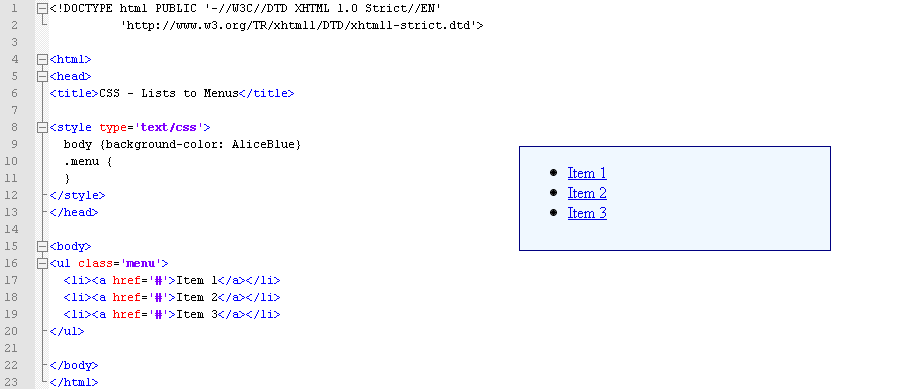 1 <!DOCTYPE html PUBLIC '-//W3C//DTD XHTML 1.0 Strict//EN'
2 'http://www.w3.org/TR/xhtml1/DTD/xhtml1-strict.dtd'>
3
4 <html>
5 <head>
6 <title>CSS - Lists to Menus</title>
7
8 <style type='text/css'>
9 body {background-color: AliceBlue}
10 .menu {
11 }
12 </style>
13 </head>
14
15 <body>
16 <ul class='menu'>
17 <li><a href='#'>Item 1</a></li>
18 <li><a href='#'>Item 2</a></li>
19 <li><a href='#'>Item 3</a></li>
20 </ul>
21
22 </body>
23 </html>
Item 1
Item 2
Item 3